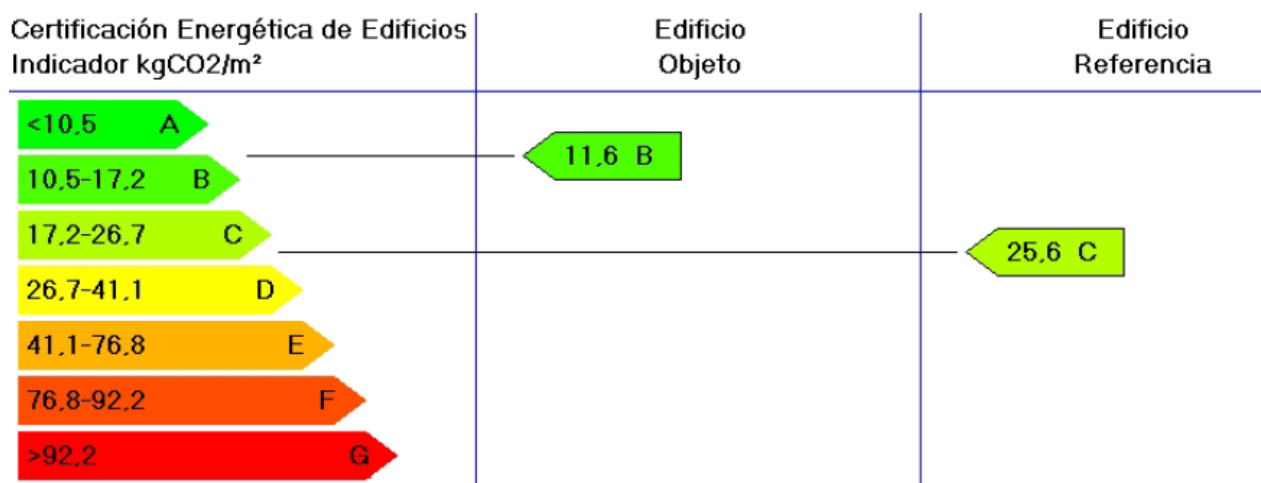 Certificación Energética de Edificios
Indicador kgCO2/m²
Edificio
Objeto
Edificio
Referencia
<10,5 A
10,5-17,2 B
11,6 B
17,2-26,7 C
25,6 C
26,7-41,1 D
41,1-76,8 E
76,8-92,2 F
>92,2 G